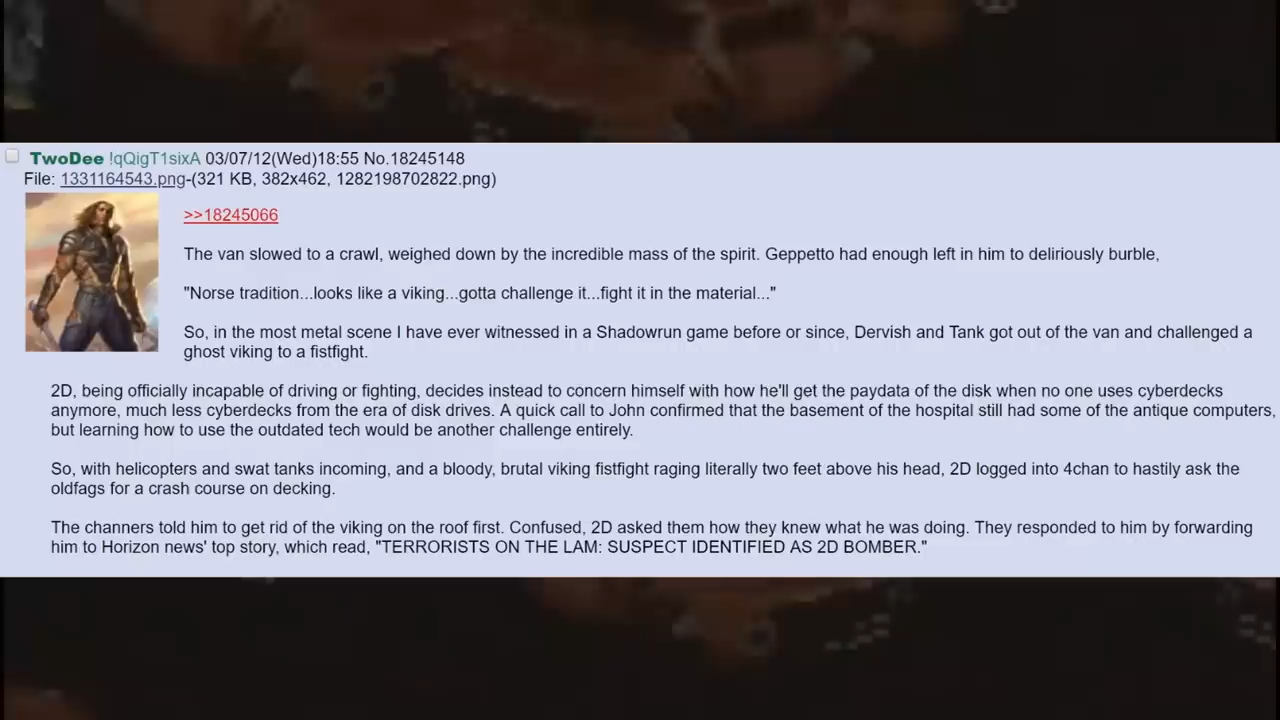 TwoDee !qQigT1sixA 03/07/12(Wed)18:55 No.18245148
File: 1331164543.png-(321 KB, 382x462, 1282198702822.png)
>>18245066
The van slowed to a crawl, weighed down by the incredible mass of the spirit. Geppetto had enough left in him to deliriously burble,
"Norse tradition...looks like a viking...gotta challenge it...fight it in the material..."
So, in the most metal scene I have ever witnessed in a Shadowrun game before or since, Dervish and Tank got out of the van and challenged a
ghost viking to a fistfight.
2D, being officially incapable of driving or fighting, decides instead to concern himself with how he'll get the paydata of the disk when no one uses cyberdecks
anymore, much less cyberdecks from the era of disk drives. A quick call to John confirmed that the basement of the hospital still had some of the antique computers,
but learning how to use the outdated tech would be another challenge entirely.
So, with helicopters and swat tanks incoming, and a bloody, brutal viking fistfight raging literally two feet above his head, 2D logged into 4chan to hastily ask the
oldfags for a crash course on decking.
The channers told him to get rid of the viking on the roof first. Confused, 2D asked them how they knew what he was doing. They responded to him by forwarding
him to Horizon news' top story, which read, "TERRORISTS ON THE LAM: SUSPECT IDENTIFIED AS 2D BOMBER."